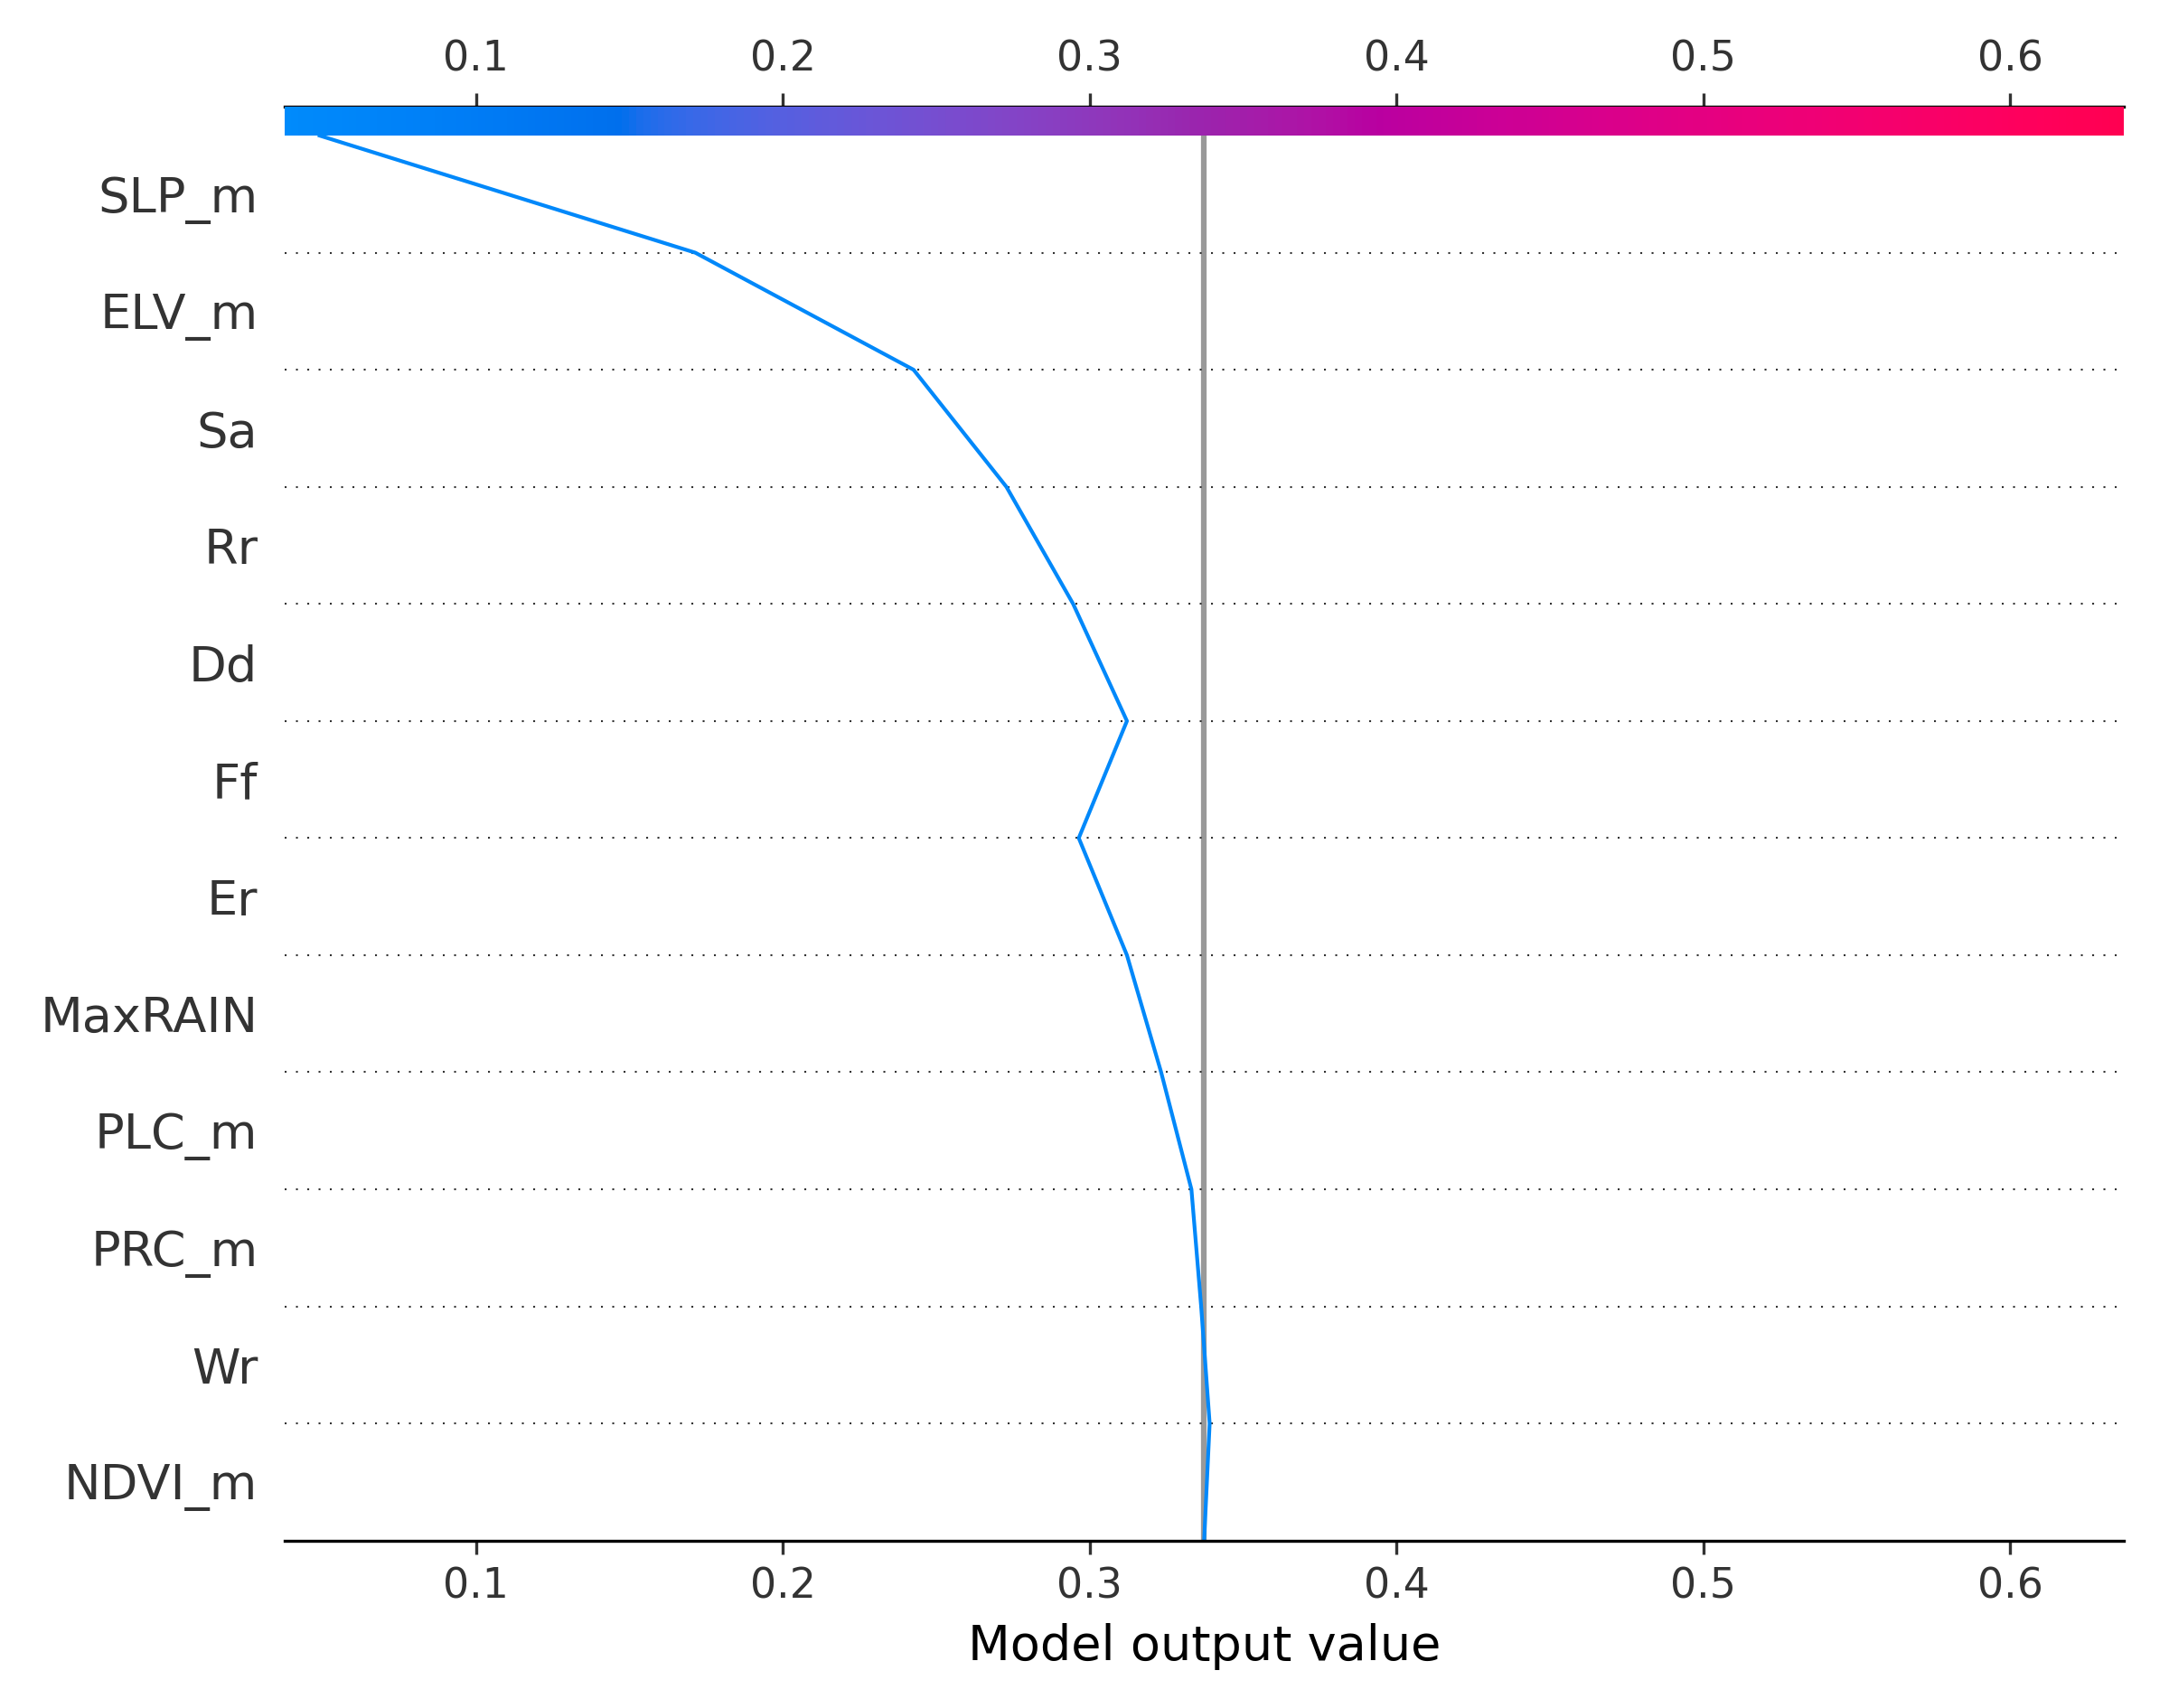 0.1 0.2 0.3 0.4 0.5 0.6
SLP_m
ELV_m
Sa
Rr
Dd
Ff
Er
MaxRAIN
PLC_m
PRC_m
Wr
NDVI_m
0.1 0.2 0.3 0.4 0.5 0.6
Model output value